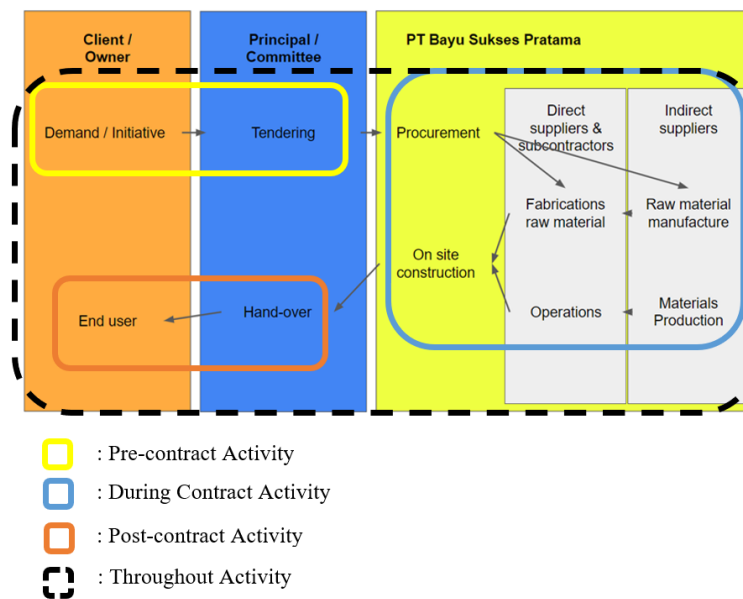 Client /
Owner
Principal /
Committee
PT Bayu Sukses Pratama
Direct
suppliers &
subcontractors
Indirect
suppliers
Demand / Initiative
Tendering
Procurement
Fabrications
raw material
Raw material
manufacture
On site
construction
End user
Hand-over
Operations
Materials
Production
: Pre-contract Activity
: During Contract Activity
: Post-contract Activity
: Throughout Activity